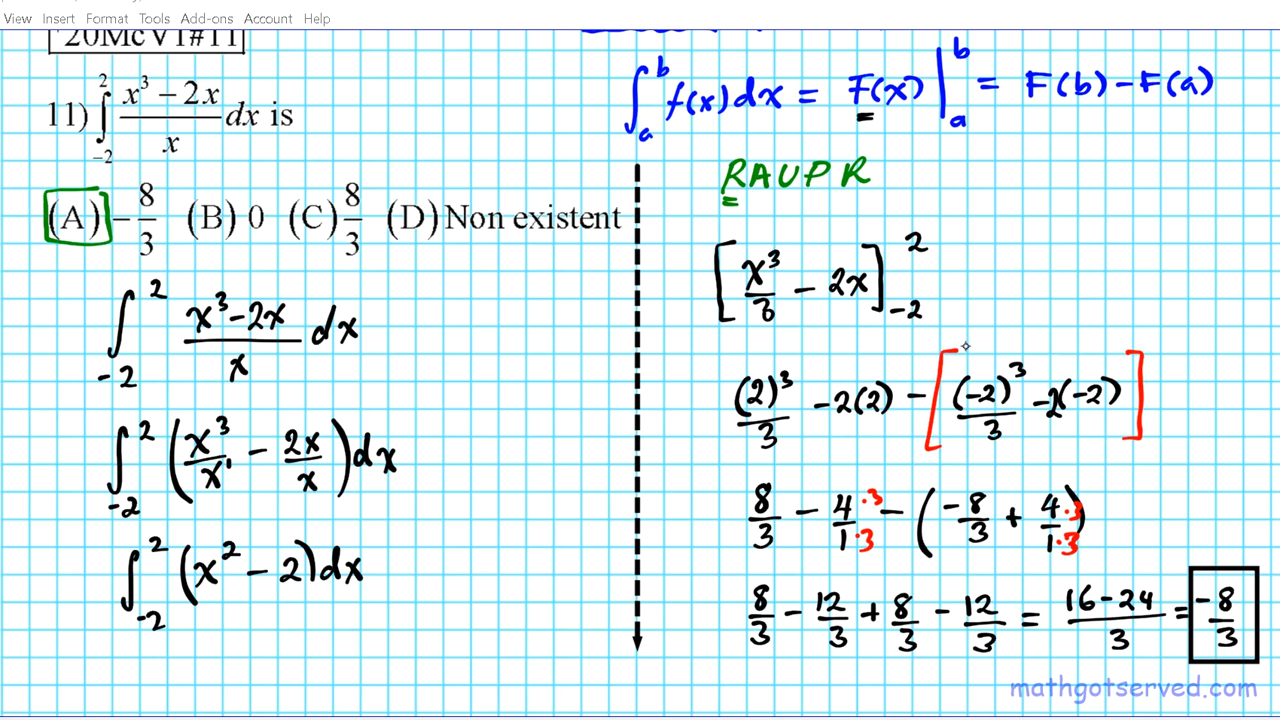 View Insert Format Tools Add-ons Account Help
'20McV1#11
11) ∫_{-2}^{2} (x³ − 2x)/x dx is
(A) −8/3 (B) 0 (C) 8/3 (D) Non existent
∫_{-2}^{2} (x³−2x)/x dx
∫_{-2}^{2} (x³/x¹ − 2x/x) dx
∫_{-2}^{2} (x² − 2) dx
∫_a^b f(x) dx = F(x) |_a^b = F(b) − F(a)
RAUPR
[x³/3 − 2x]_{-2}^{2}
(2)³/3 − 2(2) − [(-2)³/3 − 2(-2)]
8/3 − 4·3/1·3 − (−8/3 + 4·3/1·3)
8/3 − 12/3 + 8/3 − 12/3 = (16−24)/3 = −8/3
mathgotserved.com